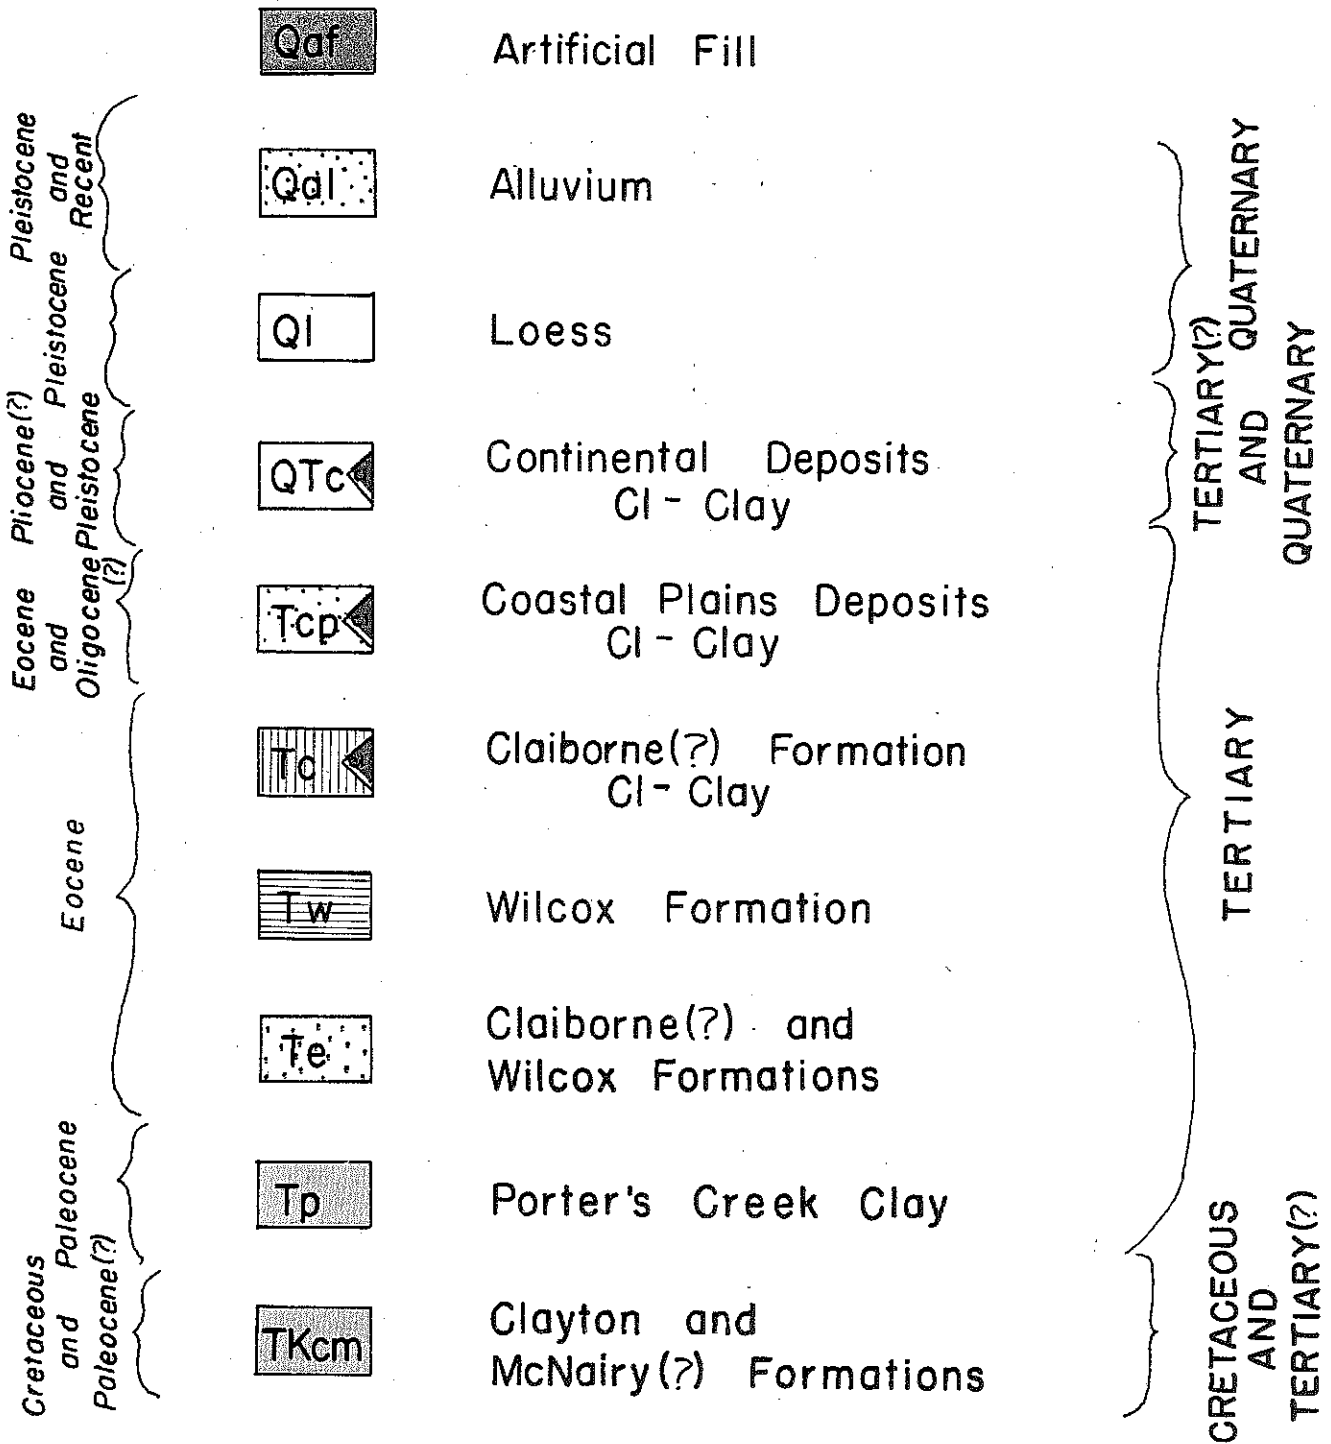 Qaf Artificial Fill
Pleistocene
and
Recent
Qal Alluvium
Pleistocene
Ql Loess
QUATERNARY
Pliocene(?)
and
Pleistocene
QTc Continental Deposits
Cl - Clay
TERTIARY(?)
AND
QUATERNARY
Eocene
and
Oligocene
(?)
Tcp Coastal Plains Deposits
Cl - Clay
Eocene
Tc Claiborne(?) Formation
Cl - Clay
Tw Wilcox Formation
Te Claiborne(?) and
Wilcox Formations
TERTIARY
Paleocene
Tp Porter's Creek Clay
Cretaceous
and
Paleocene(?)
TKcm Clayton and
McNairy(?) Formations
CRETACEOUS
AND
TERTIARY(?)